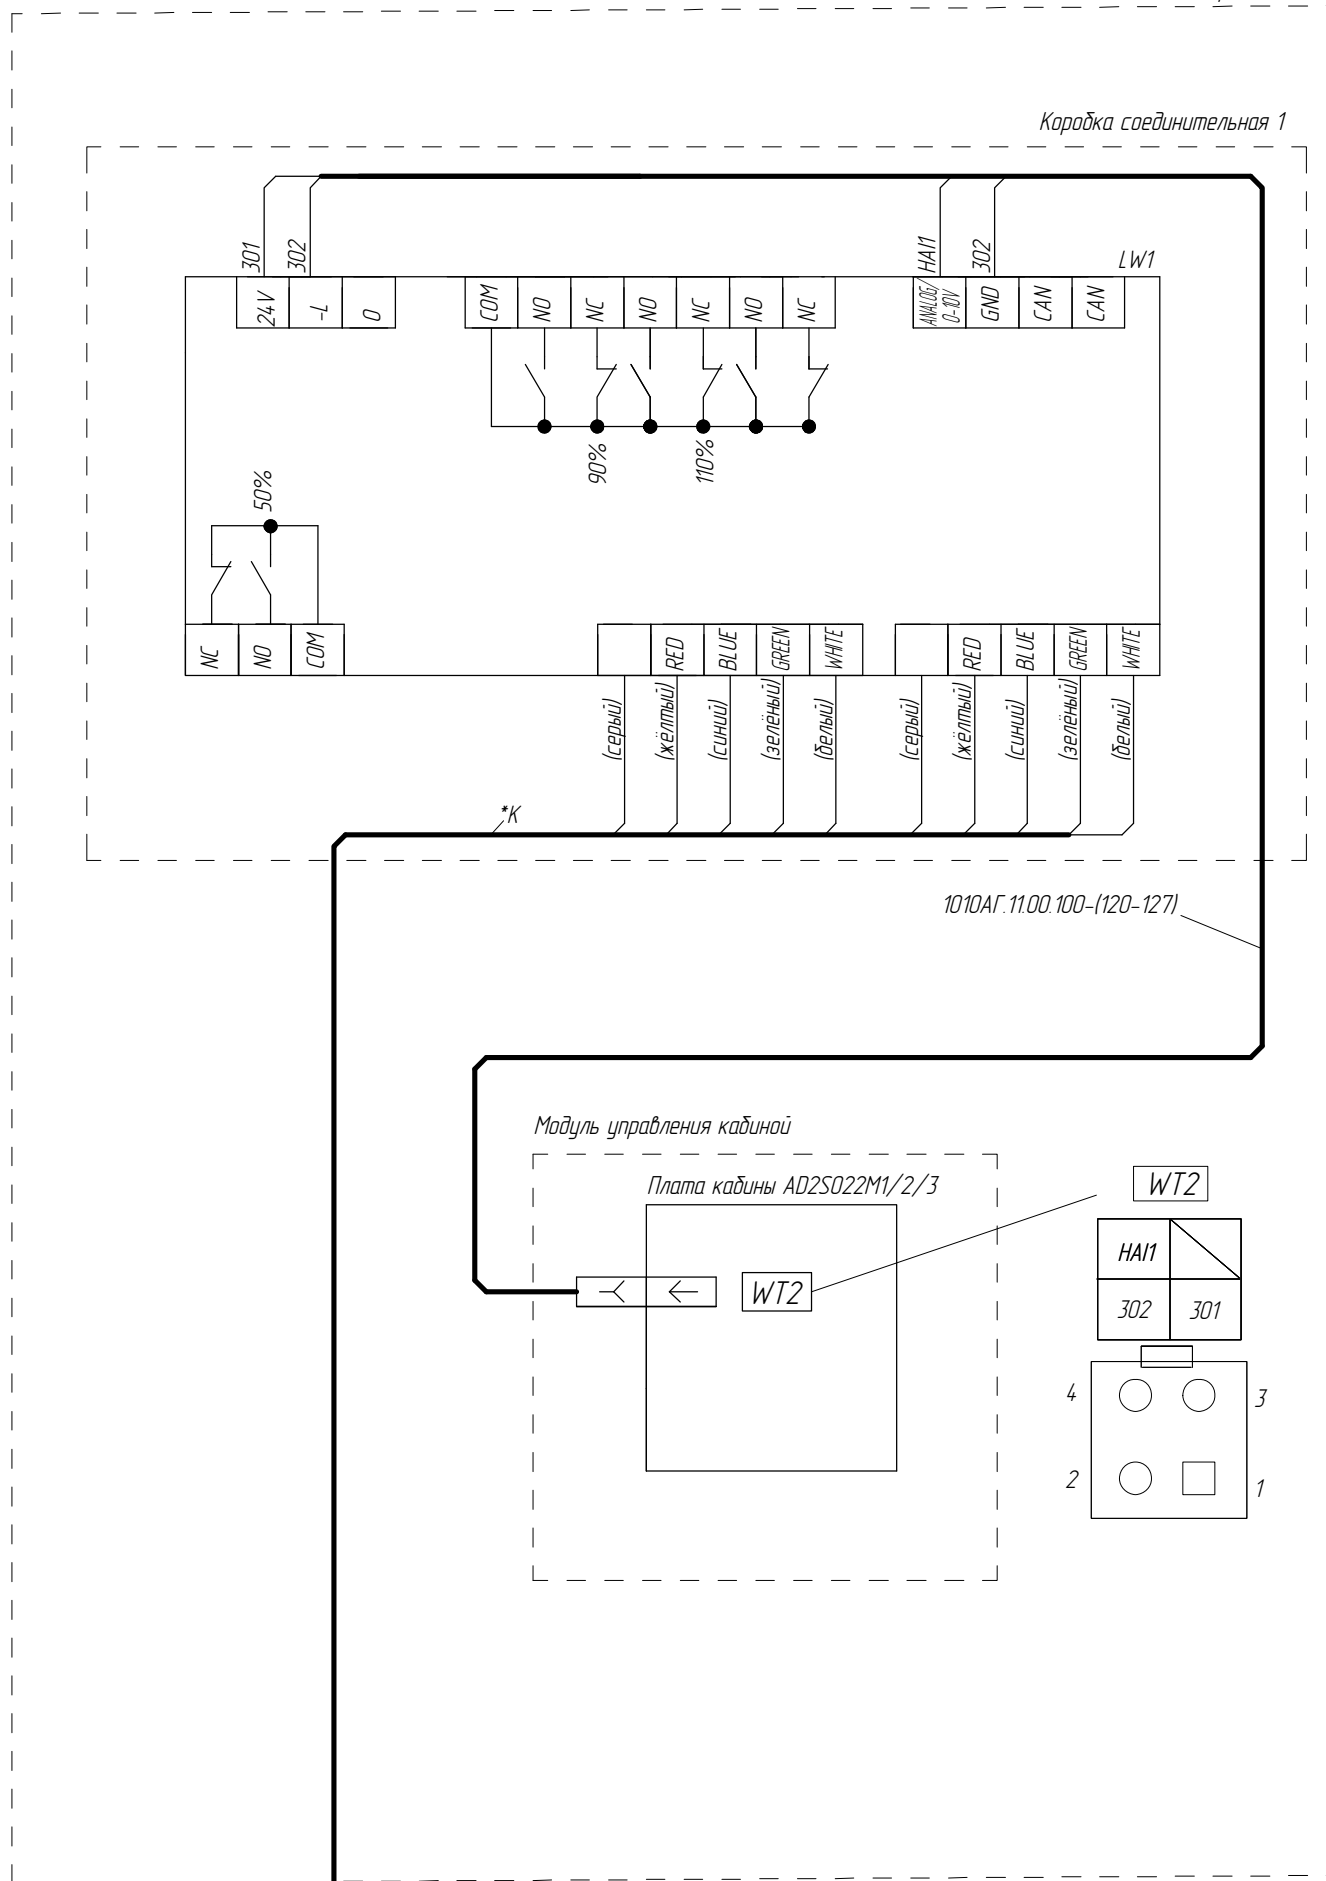 Коробка соединительная 1
301
302
HAI1
302
LW1
24V
-L
0
COM
NO
NC
NO
NC
NO
NC
ANALOG/
0-10V
GND
CAN
CAN
90%
110%
50%
NC
NO
COM
RED
BLUE
GREEN
WHITE
RED
BLUE
GREEN
WHITE
(серый)
(жёлтый)
(синий)
(зелёный)
(белый)
(серый)
(жёлтый)
(синий)
(зелёный)
(белый)
*К
1010АГ.11.00.100-(120-127)
Модуль управления кабиной
Плата кабины AD2S022M1/2/3
WT2
WT2
HAI1
302
301
4
3
2
1